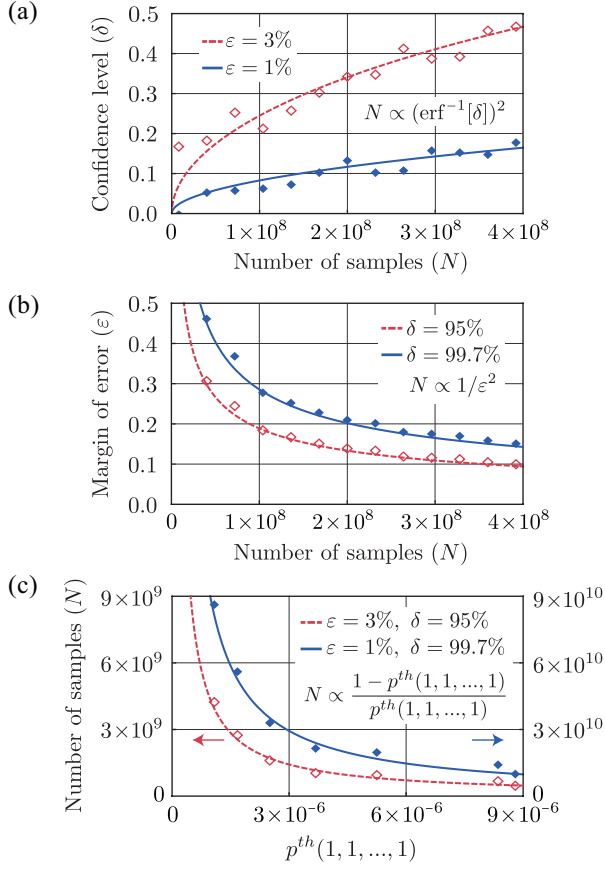 (a)
Confidence level (δ)
0.5
0.4
0.3
0.2
0.1
0.0
ε = 3%
ε = 1%
N ∝ (erf⁻¹[δ])²
0 1×10⁸ 2×10⁸ 3×10⁸ 4×10⁸
Number of samples (N)
(b)
Margin of error (ε)
0.5
0.4
0.3
0.2
0.1
0.0
δ = 95%
δ = 99.7%
N ∝ 1/ε²
0 1×10⁸ 2×10⁸ 3×10⁸ 4×10⁸
Number of samples (N)
(c)
Number of samples (N)
9×10⁹
6×10⁹
3×10⁹
0
ε = 3%, δ = 95%
ε = 1%, δ = 99.7%
N ∝ (1 − pᵗʰ(1, 1, ..., 1))/(pᵗʰ(1, 1, ..., 1))
9×10¹⁰
6×10¹⁰
3×10¹⁰
0
0 3×10⁻⁶ 6×10⁻⁶ 9×10⁻⁶
pᵗʰ(1, 1, ..., 1)